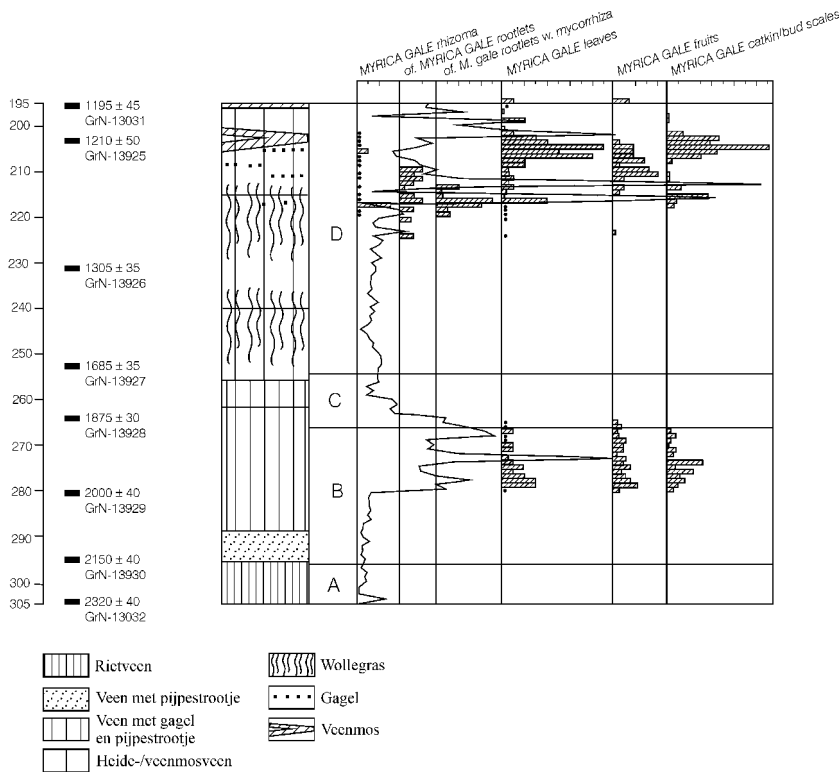 MYRICA GALE rhizoma
of. MYRICA GALE rootlets
of. M. gale rootlets w. mycorrhiza
MYRICA GALE leaves
MYRICA GALE fruits
MYRICA GALE catkin/bud scales
195
200
210
220
230
240
250
260
270
280
290
300
305
1195 ± 45
GrN-13031
1210 ± 50
GrN-13925
1305 ± 35
GrN-13926
1685 ± 35
GrN-13927
1875 ± 30
GrN-13928
2000 ± 40
GrN-13929
2150 ± 40
GrN-13930
2320 ± 40
GrN-13032
D
C
B
A
Rietveen
Veen met pijpestrootje
Veen met gagel
en pijpestrootje
Heide-/veenmosveen
Wollegras
Gagel
Veenmos